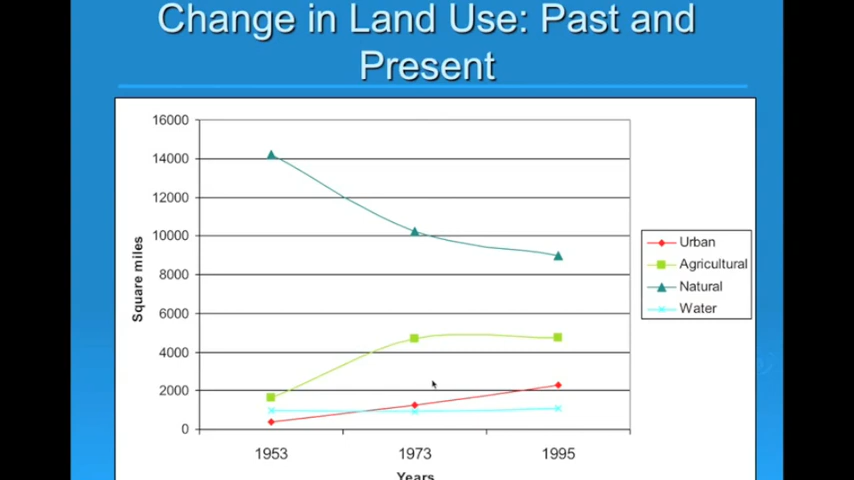 Change in Land Use: Past and
Present
16000
14000
12000
10000
8000
6000
4000
2000
0
Square miles
1953 1973 1995
Years
Urban
Agricultural
Natural
Water